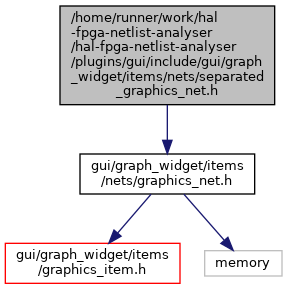 /home/runner/work/hal
-fpga-netlist-analyser
/hal-fpga-netlist-analyser
/plugins/gui/include/gui/graph
_widget/items/nets/separated
_graphics_net.h
gui/graph_widget/items
/nets/graphics_net.h
gui/graph_widget/items
/graphics_item.h
memory